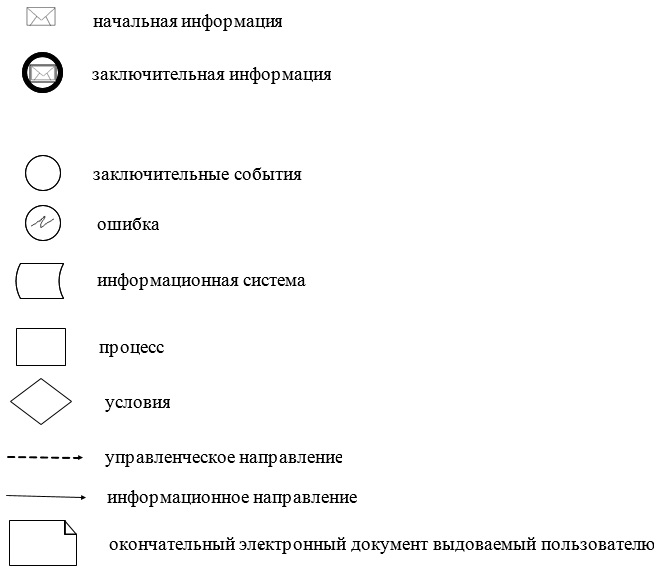 начальная информация
заключительная информация
заключительные события
ошибка
информационная система
процесс
условия
управленческое направление
информационное направление
окончательный электронный документ выдоваемый пользователю